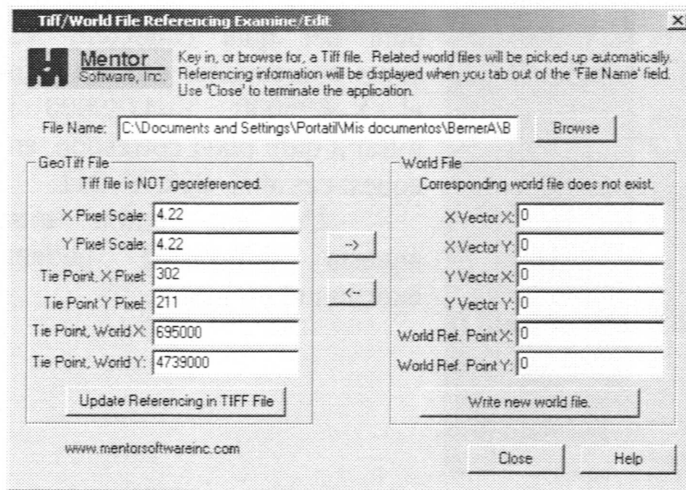 Tiff/World File Referencing Examine/Edit
Mentor
Software, Inc.
Key in, or browse for, a Tiff file. Related world files will be picked up automatically.
Referencing information will be displayed when you tab out of the 'File Name' field.
Use 'Close' to terminate the application.
File Name: C:\Documents and Settings\Portatil\Mis documentos\BernerA\B Browse
GeoTiff File
Tiff file is NOT georeferenced.
X Pixel Scale: 4.22
Y Pixel Scale: 4.22
Tie Point, X Pixel: 302
Tie Point Y Pixel: 211
Tie Point, World X: 695000
Tie Point, World Y: 4739000
Update Referencing in TIFF File
-->
<--
World File
Corresponding world file does not exist.
X Vector X: 0
X Vector Y: 0
Y Vector X: 0
Y Vector Y: 0
World Ref. Point X: 0
World Ref. Point Y: 0
Write new world file.
www.mentorsoftwareinc.com
Close Help